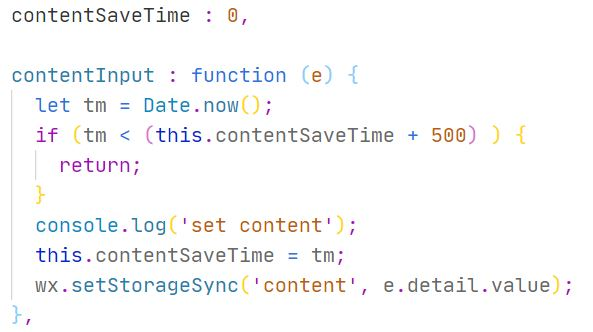 contentSaveTime : 0,
contentInput : function (e) {
let tm = Date.now();
if (tm < (this.contentSaveTime + 500) ) {
return;
}
console.log('set content');
this.contentSaveTime = tm;
wx.setStorageSync('content', e.detail.value);
},